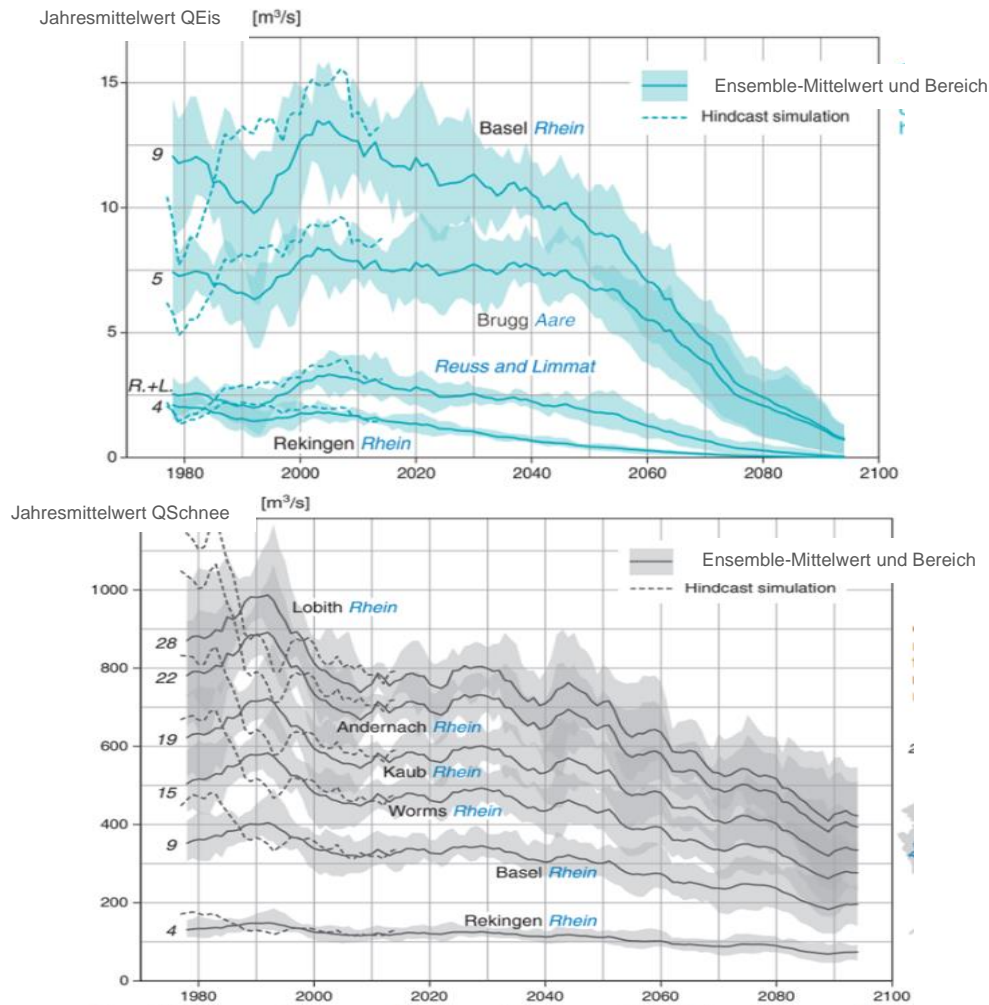 Jahresmittelwert QEis [m³/s]
Ensemble-Mittelwert und Bereich
Hindcast simulation
15
10
5
0
9
5
R.+L.
4
Basel Rhein
Brugg Aare
Reuss and Limmat
Rekingen Rhein
1980 2000 2020 2040 2060 2080 2100
[m³/s]
Jahresmittelwert QSchnee
Ensemble-Mittelwert und Bereich
Hindcast simulation
1000
800
600
400
200
0
28
22
19
15
9
4
Lobith Rhein
Andernach Rhein
Kaub Rhein
Worms Rhein
Basel Rhein
Rekingen Rhein
1980 2000 2020 2040 2060 2080 2100